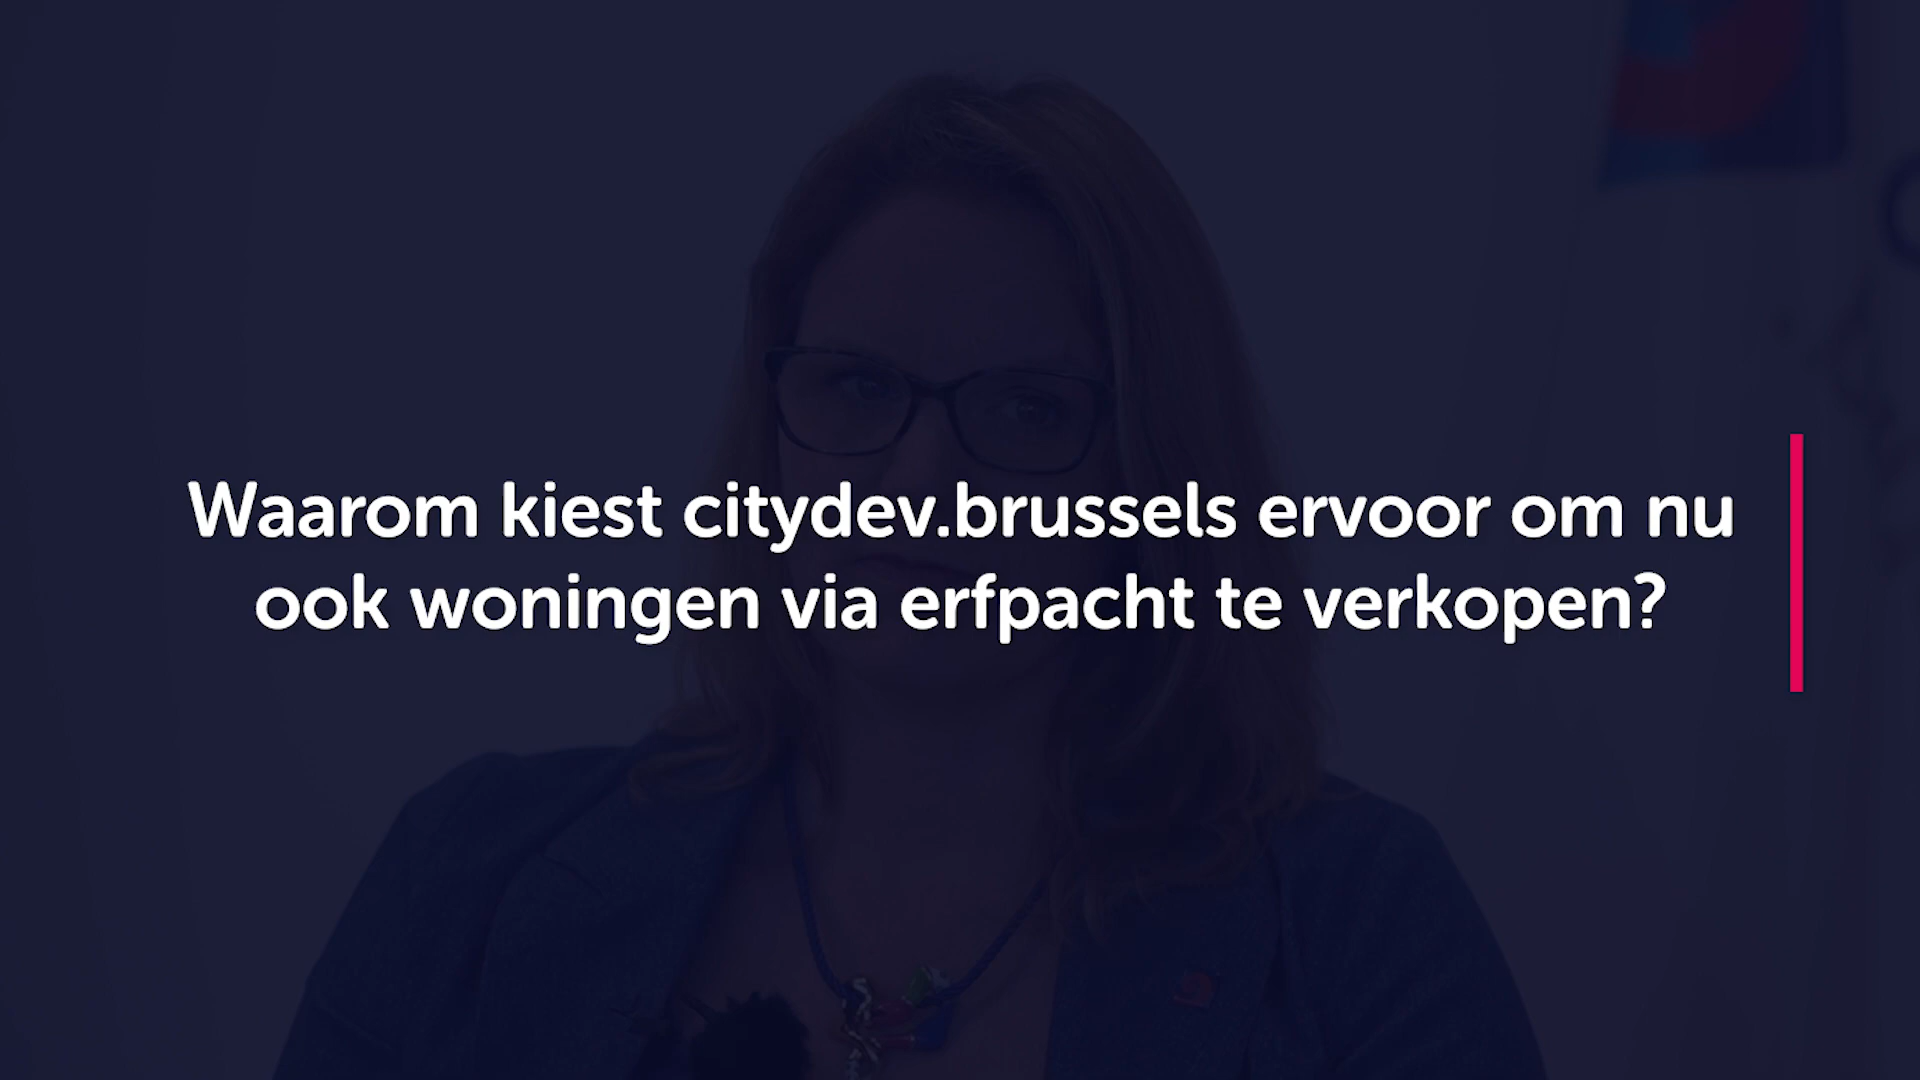 Waarom kiest citydev.brussels ervoor om nu
ook woningen via erfpacht te verkopen?